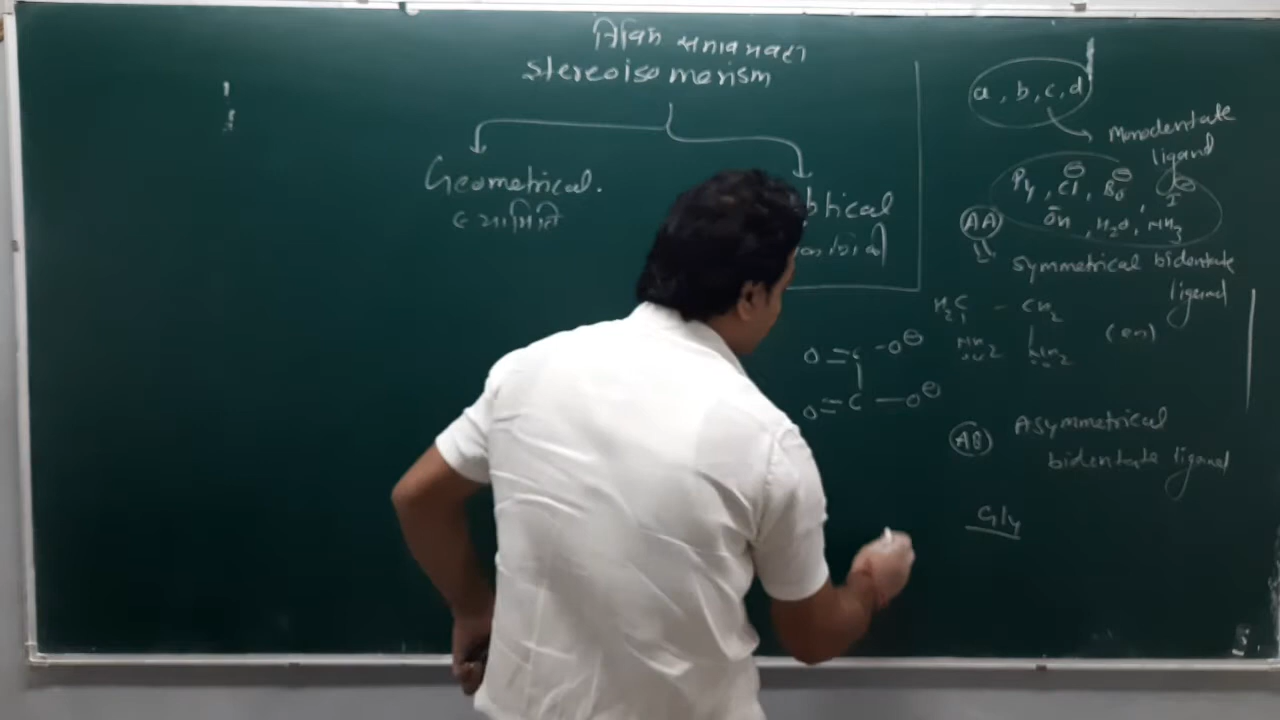 stereoisomerism
Geometrical.
a, b, c, d
Monodentate
ligand
Py, Cl⊖, Br⊖, I⊖
ŌH, H2O, NH3
AA
symmetrical bidentate
ligand
H2C - CH2
NH2 NH2 (en)
O=C-O⊖
O=C-O⊖
AB Asymmetrical
bidentate ligand
Gly